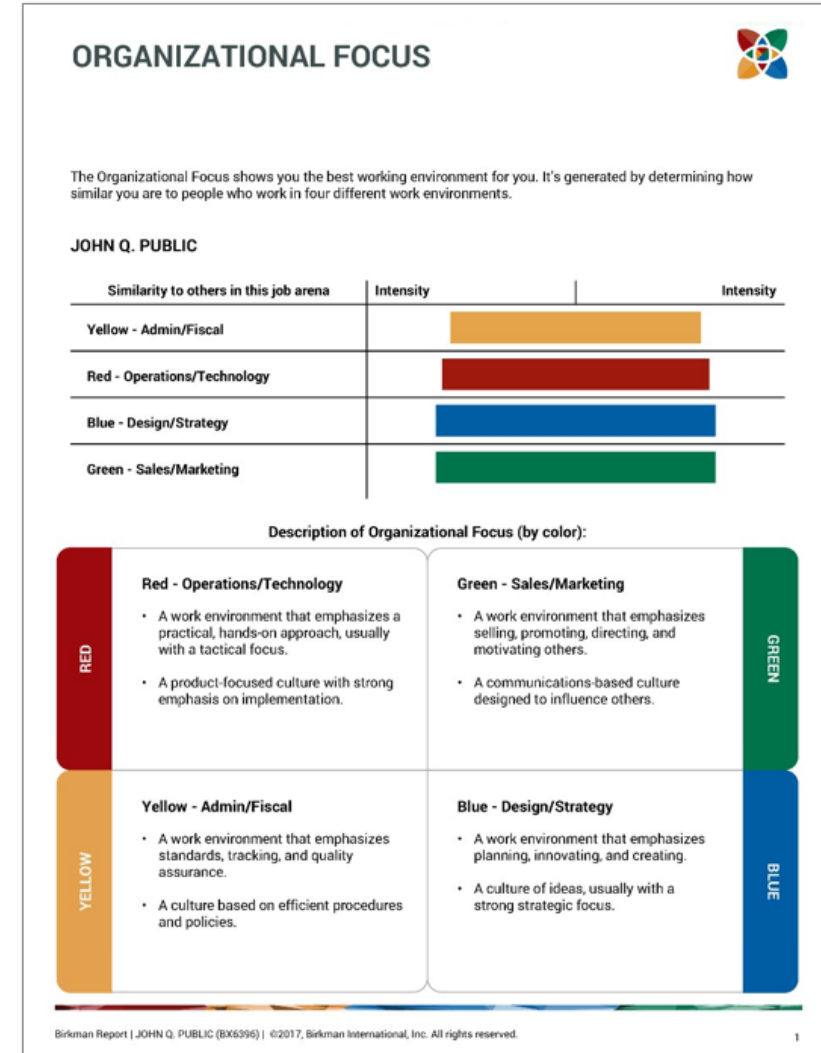 ORGANIZATIONAL FOCUS
The Organizational Focus shows you the best working environment for you. It's generated by determining how
similar you are to people who work in four different work environments.
JOHN Q. PUBLIC
Similarity to others in this job arena Intensity Intensity
Yellow - Admin/Fiscal
Red - Operations/Technology
Blue - Design/Strategy
Green - Sales/Marketing
Description of Organizational Focus (by color):
RED
Red - Operations/Technology
• A work environment that emphasizes a
practical, hands-on approach, usually
with a tactical focus.
• A product-focused culture with strong
emphasis on implementation.
Green - Sales/Marketing
• A work environment that emphasizes
selling, promoting, directing, and
motivating others.
• A communications-based culture
designed to influence others.
GREEN
YELLOW
Yellow - Admin/Fiscal
• A work environment that emphasizes
standards, tracking, and quality
assurance.
• A culture based on efficient procedures
and policies.
Blue - Design/Strategy
• A work environment that emphasizes
planning, innovating, and creating.
• A culture of ideas, usually with a
strong strategic focus.
BLUE
Birkman Report | JOHN Q. PUBLIC (BX6396) | ©2017, Birkman International, Inc. All rights reserved. 1